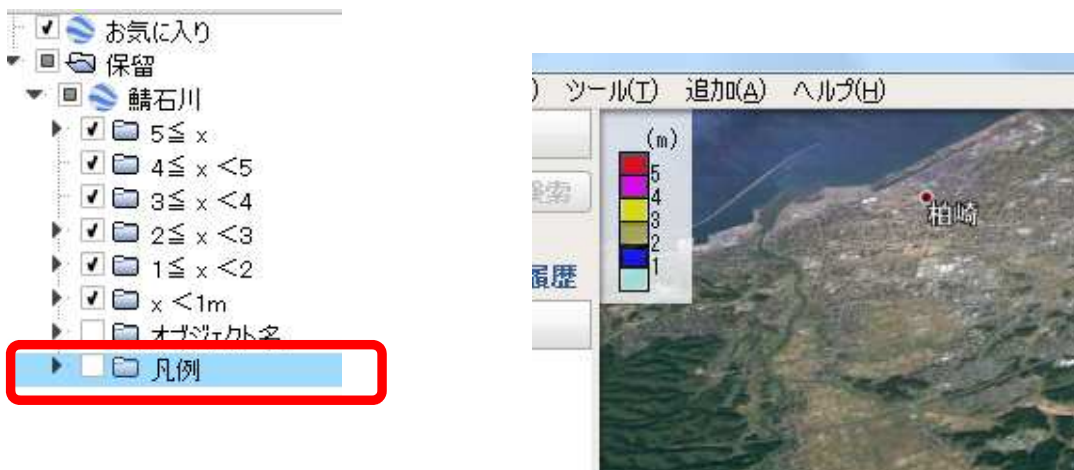 お気に入り
保留
鯖石川
5≦ x
4≦ x <5
3≦ x <4
2≦ x <3
1≦ x <2
x <1m
オブジェクト名
凡例
) ツール(T) 追加(A) ヘルプ(H)
(m)
5
4
3
2
1
検索
履歴
柏崎